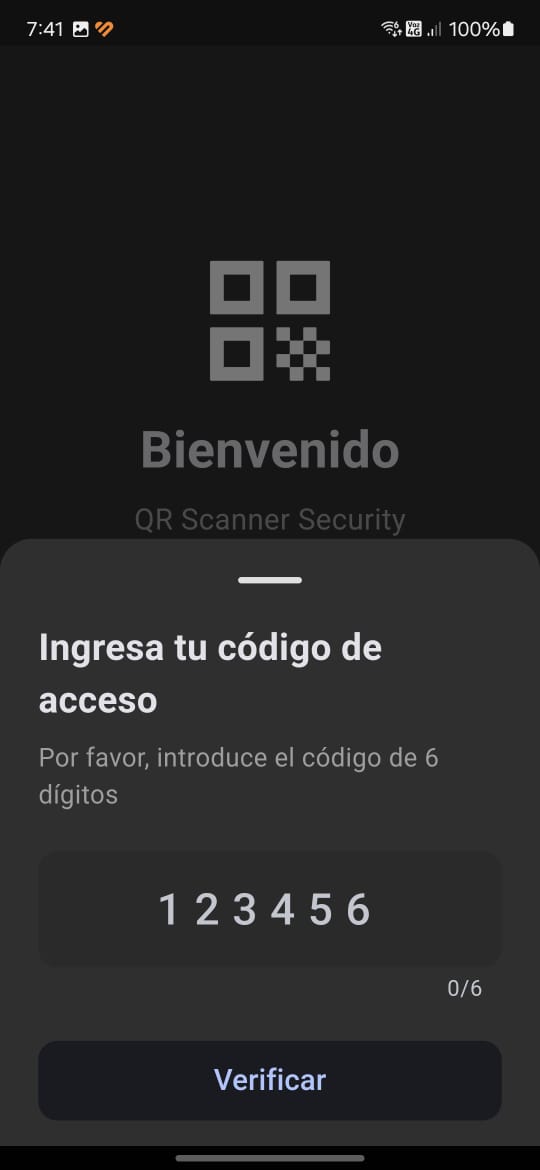 7:41 Voz 4G 100%
Bienvenido
QR Scanner Security
Ingresa tu código de
acceso
Por favor, introduce el código de 6
dígitos
1 2 3 4 5 6
0/6
Verificar